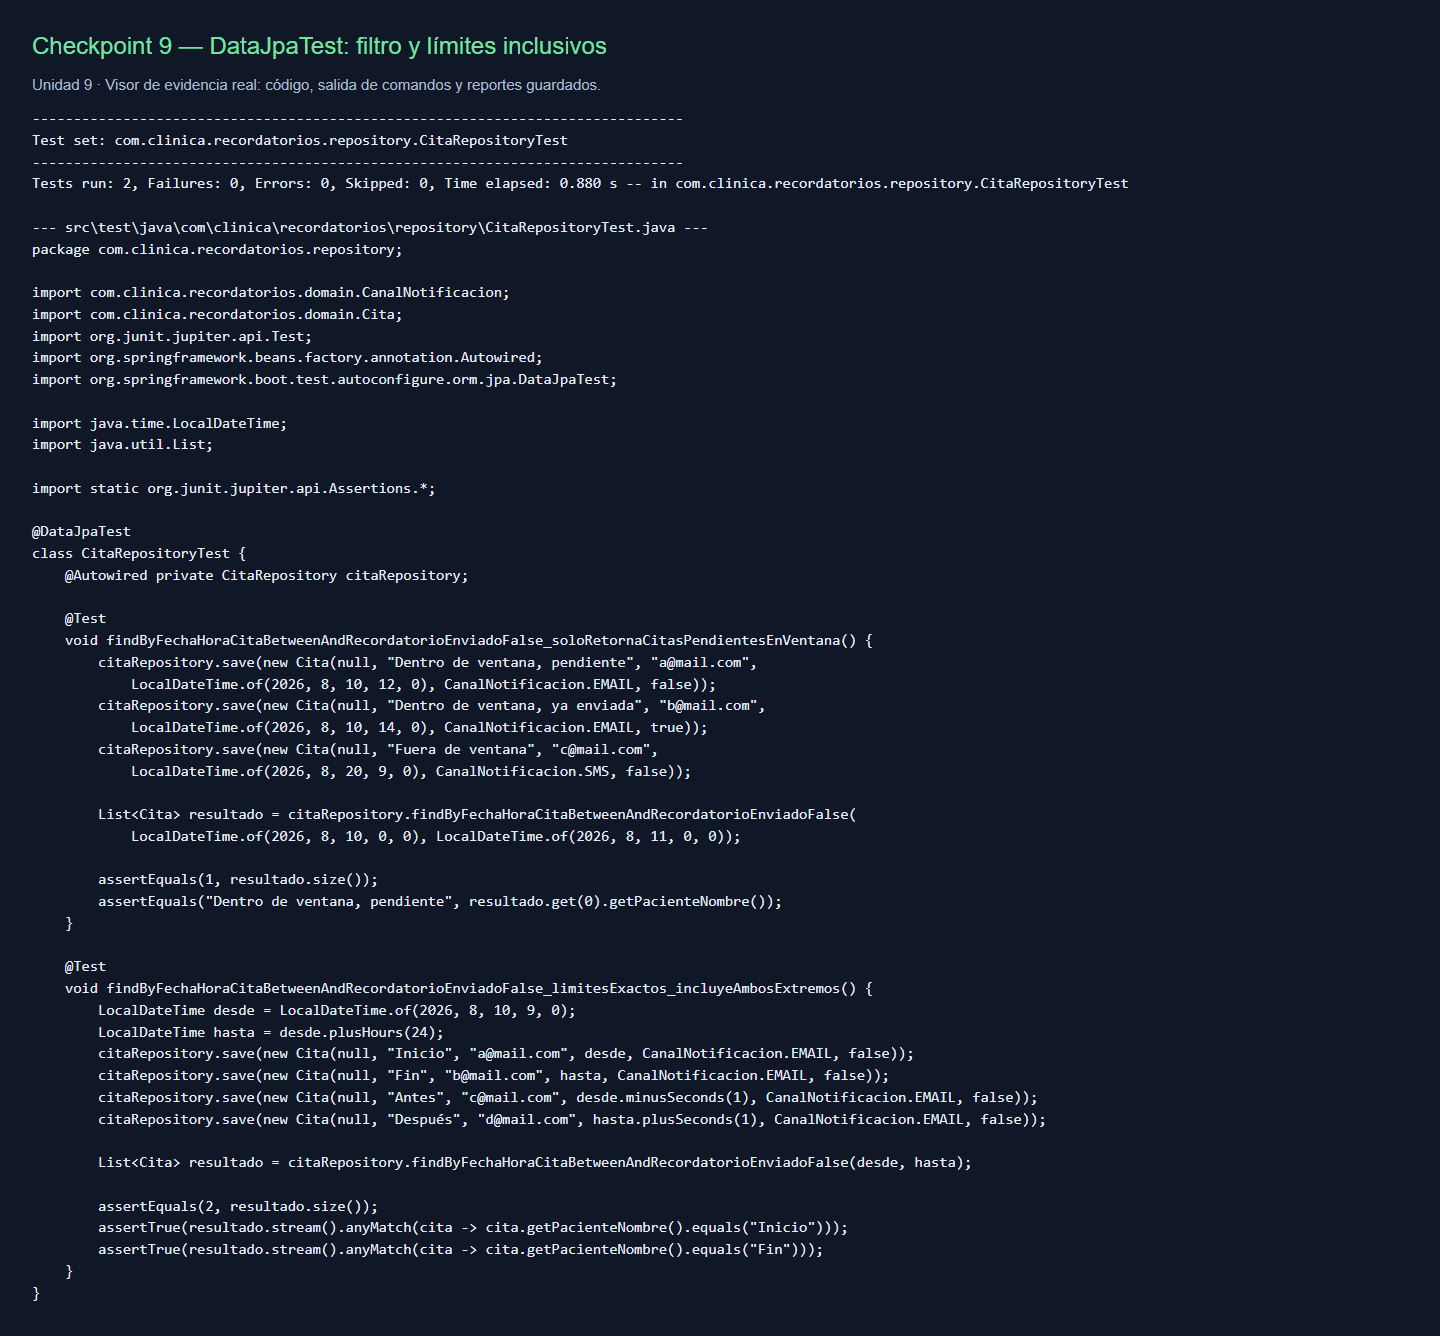 Checkpoint 9 — DataJpaTest: filtro y límites inclusivos
Unidad 9 · Visor de evidencia real: código, salida de comandos y reportes guardados.
-------------------------------------------------------------------------------
Test set: com.clinica.recordatorios.repository.CitaRepositoryTest
-------------------------------------------------------------------------------
Tests run: 2, Failures: 0, Errors: 0, Skipped: 0, Time elapsed: 0.880 s -- in com.clinica.recordatorios.repository.CitaRepositoryTest

--- src\test\java\com\clinica\recordatorios\repository\CitaRepositoryTest.java ---
package com.clinica.recordatorios.repository;

import com.clinica.recordatorios.domain.CanalNotificacion;
import com.clinica.recordatorios.domain.Cita;
import org.junit.jupiter.api.Test;
import org.springframework.beans.factory.annotation.Autowired;
import org.springframework.boot.test.autoconfigure.orm.jpa.DataJpaTest;

import java.time.LocalDateTime;
import java.util.List;

import static org.junit.jupiter.api.Assertions.*;

@DataJpaTest
class CitaRepositoryTest {
    @Autowired private CitaRepository citaRepository;

    @Test
    void findByFechaHoraCitaBetweenAndRecordatorioEnviadoFalse_soloRetornaCitasPendientesEnVentana() {
        citaRepository.save(new Cita(null, "Dentro de ventana, pendiente", "a@mail.com",
            LocalDateTime.of(2026, 8, 10, 12, 0), CanalNotificacion.EMAIL, false));
        citaRepository.save(new Cita(null, "Dentro de ventana, ya enviada", "b@mail.com",
            LocalDateTime.of(2026, 8, 10, 14, 0), CanalNotificacion.EMAIL, true));
        citaRepository.save(new Cita(null, "Fuera de ventana", "c@mail.com",
            LocalDateTime.of(2026, 8, 20, 9, 0), CanalNotificacion.SMS, false));

        List<Cita> resultado = citaRepository.findByFechaHoraCitaBetweenAndRecordatorioEnviadoFalse(
            LocalDateTime.of(2026, 8, 10, 0, 0), LocalDateTime.of(2026, 8, 11, 0, 0));

        assertEquals(1, resultado.size());
        assertEquals("Dentro de ventana, pendiente", resultado.get(0).getPacienteNombre());
    }

    @Test
    void findByFechaHoraCitaBetweenAndRecordatorioEnviadoFalse_limitesExactos_incluyeAmbosExtremos() {
        LocalDateTime desde = LocalDateTime.of(2026, 8, 10, 9, 0);
        LocalDateTime hasta = desde.plusHours(24);
        citaRepository.save(new Cita(null, "Inicio", "a@mail.com", desde, CanalNotificacion.EMAIL, false));
        citaRepository.save(new Cita(null, "Fin", "b@mail.com", hasta, CanalNotificacion.EMAIL, false));
        citaRepository.save(new Cita(null, "Antes", "c@mail.com", desde.minusSeconds(1), CanalNotificacion.EMAIL, false));
        citaRepository.save(new Cita(null, "Después", "d@mail.com", hasta.plusSeconds(1), CanalNotificacion.EMAIL, false));

        List<Cita> resultado = citaRepository.findByFechaHoraCitaBetweenAndRecordatorioEnviadoFalse(desde, hasta);

        assertEquals(2, resultado.size());
        assertTrue(resultado.stream().anyMatch(cita -> cita.getPacienteNombre().equals("Inicio")));
        assertTrue(resultado.stream().anyMatch(cita -> cita.getPacienteNombre().equals("Fin")));
    }
}